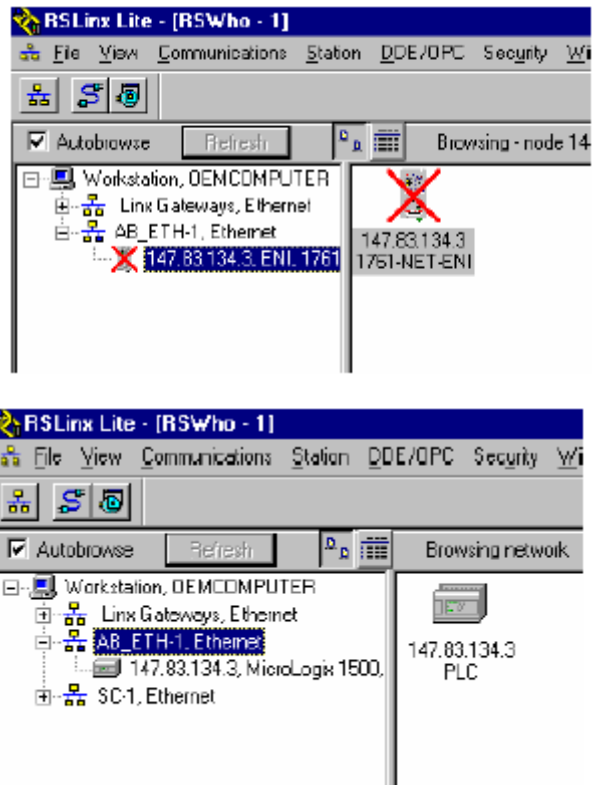 RSLinx Lite - [RSWho - 1]
File View Communications Station DDE/OPC Security Wi
Autobrowse Refresh Browsing - node 14
Workstation, OEMCOMPUTER
Linx Gateways, Ethernet
AB_ETH-1, Ethernet
147.83.134.3, ENI, 1761
147.83.134.3
1761-NET-ENI
RSLinx Lite - [RSWho - 1]
File View Communications Station DDE/OPC Security Wi
Autobrowse Refresh Browsing network
Workstation, OEMCOMPUTER
Linx Gateways, Ethernet
AB_ETH-1, Ethernet
147.83.134.3, MicroLogix 1500,
SC-1, Ethernet
147.83.134.3
PLC